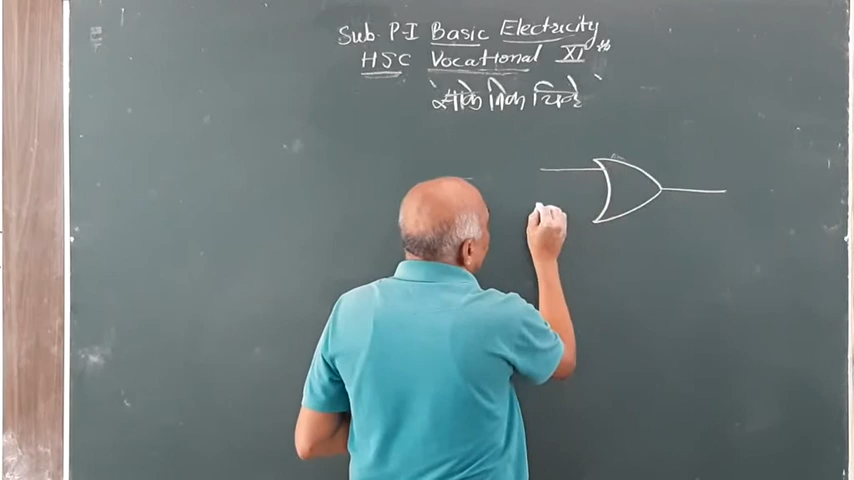 Sub. P-I Basic Electricity
HSC Vocational XIth
'सांकेतिक चिन्हे'